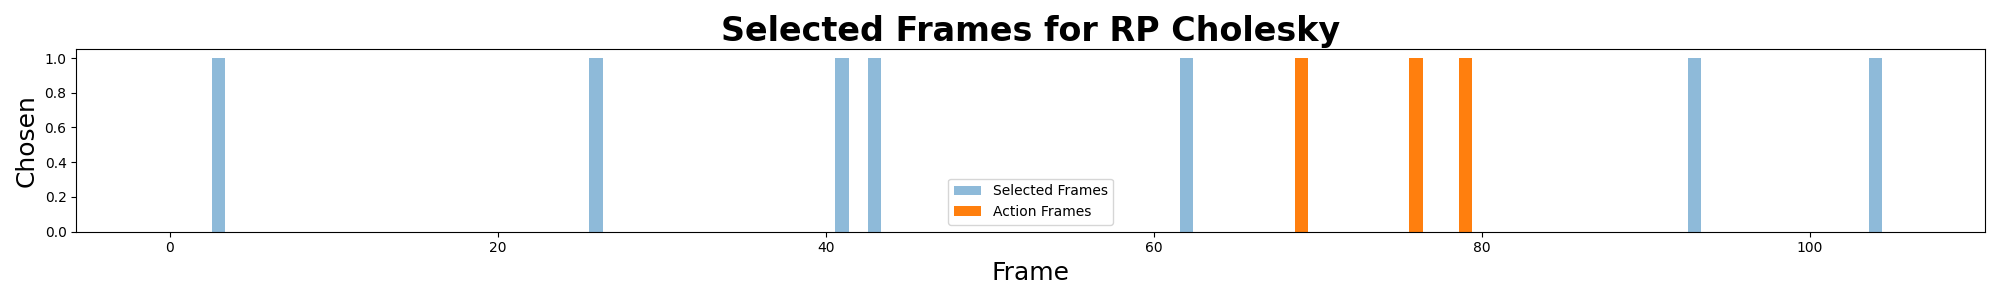 Selected Frames for RP Cholesky
Chosen
1.0
0.8
0.6
0.4
0.2
0.0
Selected Frames
Action Frames
0 20 40 60 80 100
Frame